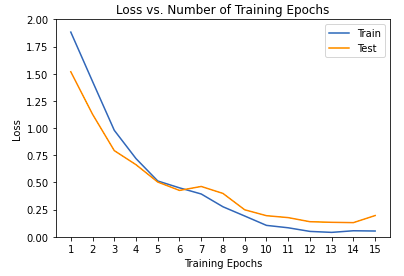 Loss vs. Number of Training Epochs
2.00
1.75
1.50
1.25
1.00
0.75
0.50
0.25
0.00
Loss
Train
Test
1 2 3 4 5 6 7 8 9 10 11 12 13 14 15
Training Epochs